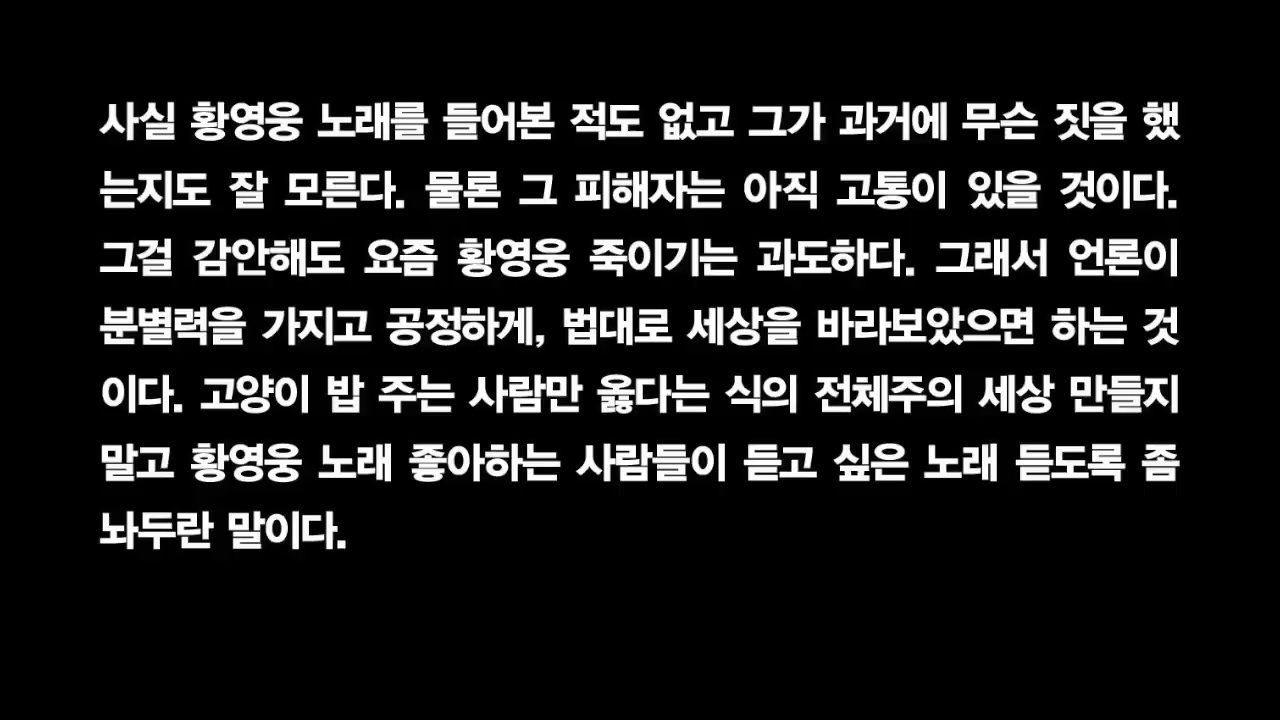 사실 황영웅 노래를 들어본 적도 없고 그가 과거에 무슨 짓을 했
는지도 잘 모른다. 물론 그 피해자는 아직 고통이 있을 것이다.
그걸 감안해도 요즘 황영웅 죽이기는 과도하다. 그래서 언론이
분별력을 가지고 공정하게, 법대로 세상을 바라보았으면 하는 것
이다. 고양이 밥 주는 사람만 옳다는 식의 전체주의 세상 만들지
말고 황영웅 노래 좋아하는 사람들이 듣고 싶은 노래 듣도록 좀
놔두란 말이다.